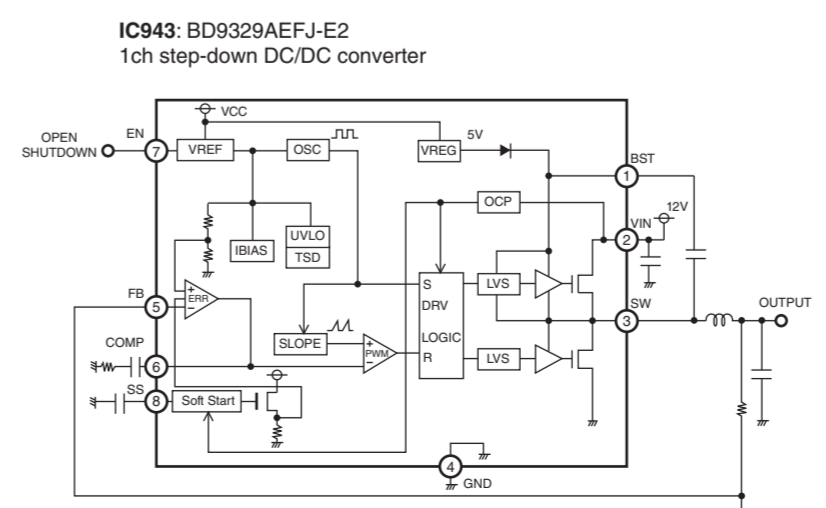 IC943: BD9329AEFJ-E2
1ch step-down DC/DC converter
VCC
EN
OPEN
SHUTDOWN
7
VREF
OSC
VREG
5V
BST
1
OCP
12V
VIN
2
IBIAS
UVLO
TSD
FB
5
+
ERR
−
S
DRV
LOGIC
R
LVS
SW
3
OUTPUT
COMP
6
SLOPE
+
PWM
−
LVS
SS
8
Soft Start
4
GND